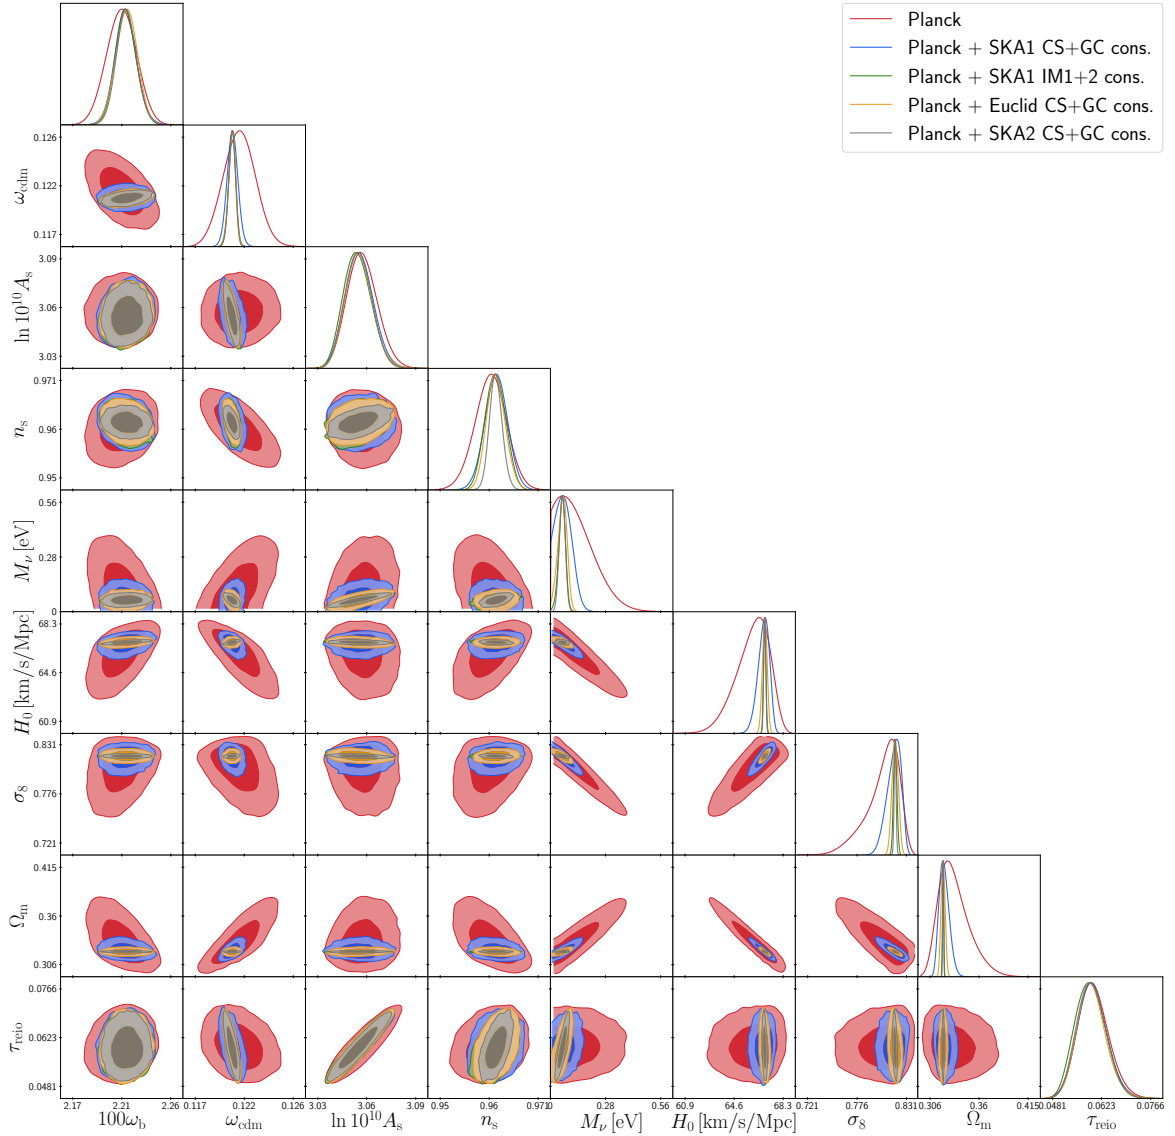 Planck
Planck + SKA1 CS+GC cons.
Planck + SKA1 IM1+2 cons.
Planck + Euclid CS+GC cons.
Planck + SKA2 CS+GC cons.
0.126
0.122
0.117
ω_cdm
3.09
3.06
3.03
ln 10^10 A_s
0.971
0.96
0.95
n_s
0.56
0.28
0
M_ν [eV]
68.3
64.6
60.9
H_0 [km/s/Mpc]
0.831
0.776
0.721
σ_8
0.415
0.36
0.306
Ω_m
0.0766
0.0623
0.0481
τ_reio
2.17 2.21 2.26 0.117 0.122 0.126 3.03 3.06 3.09 0.95 0.96 0.971 0.28 0.56 60.9 64.6 68.3 0.721 0.776 0.831 0.306 0.36 0.415 0.0481 0.0623 0.0766
100ω_b ω_cdm ln 10^10 A_s n_s M_ν [eV] H_0 [km/s/Mpc] σ_8 Ω_m τ_reio